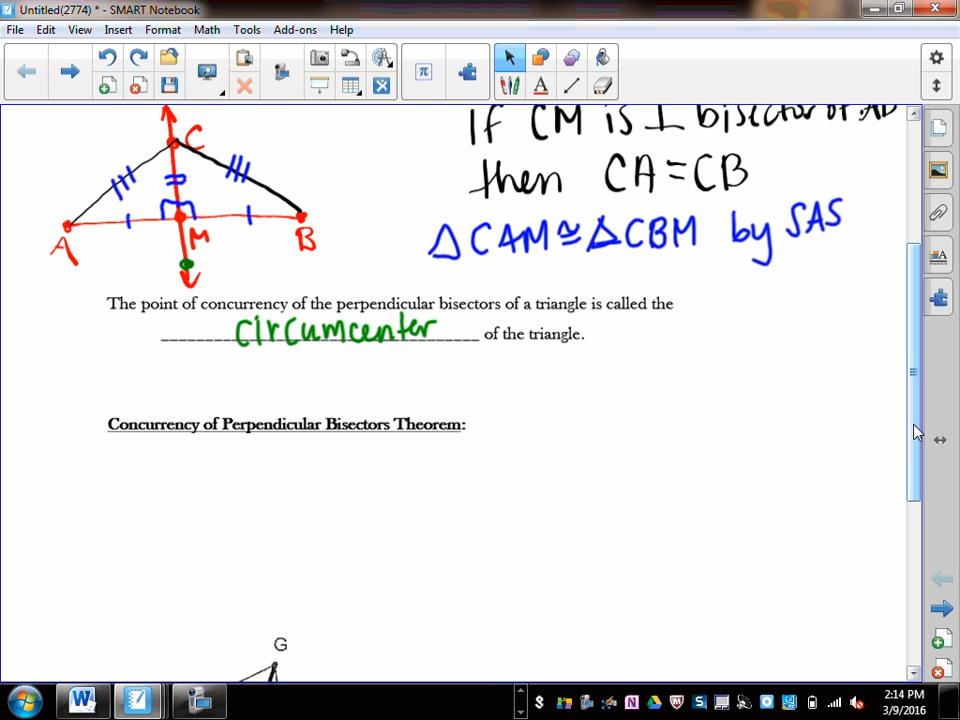 Untitled(2774) * - SMART Notebook
File Edit View Insert Format Math Tools Add-ons Help
If CM is ⊥ bisector of
C
then CA=CB
A M B
△CAM≅△CBM by SAS
The point of concurrency of the perpendicular bisectors of a triangle is called the
circumcenter of the triangle.
Concurrency of Perpendicular Bisectors Theorem:
G
2:14 PM
3/9/2016